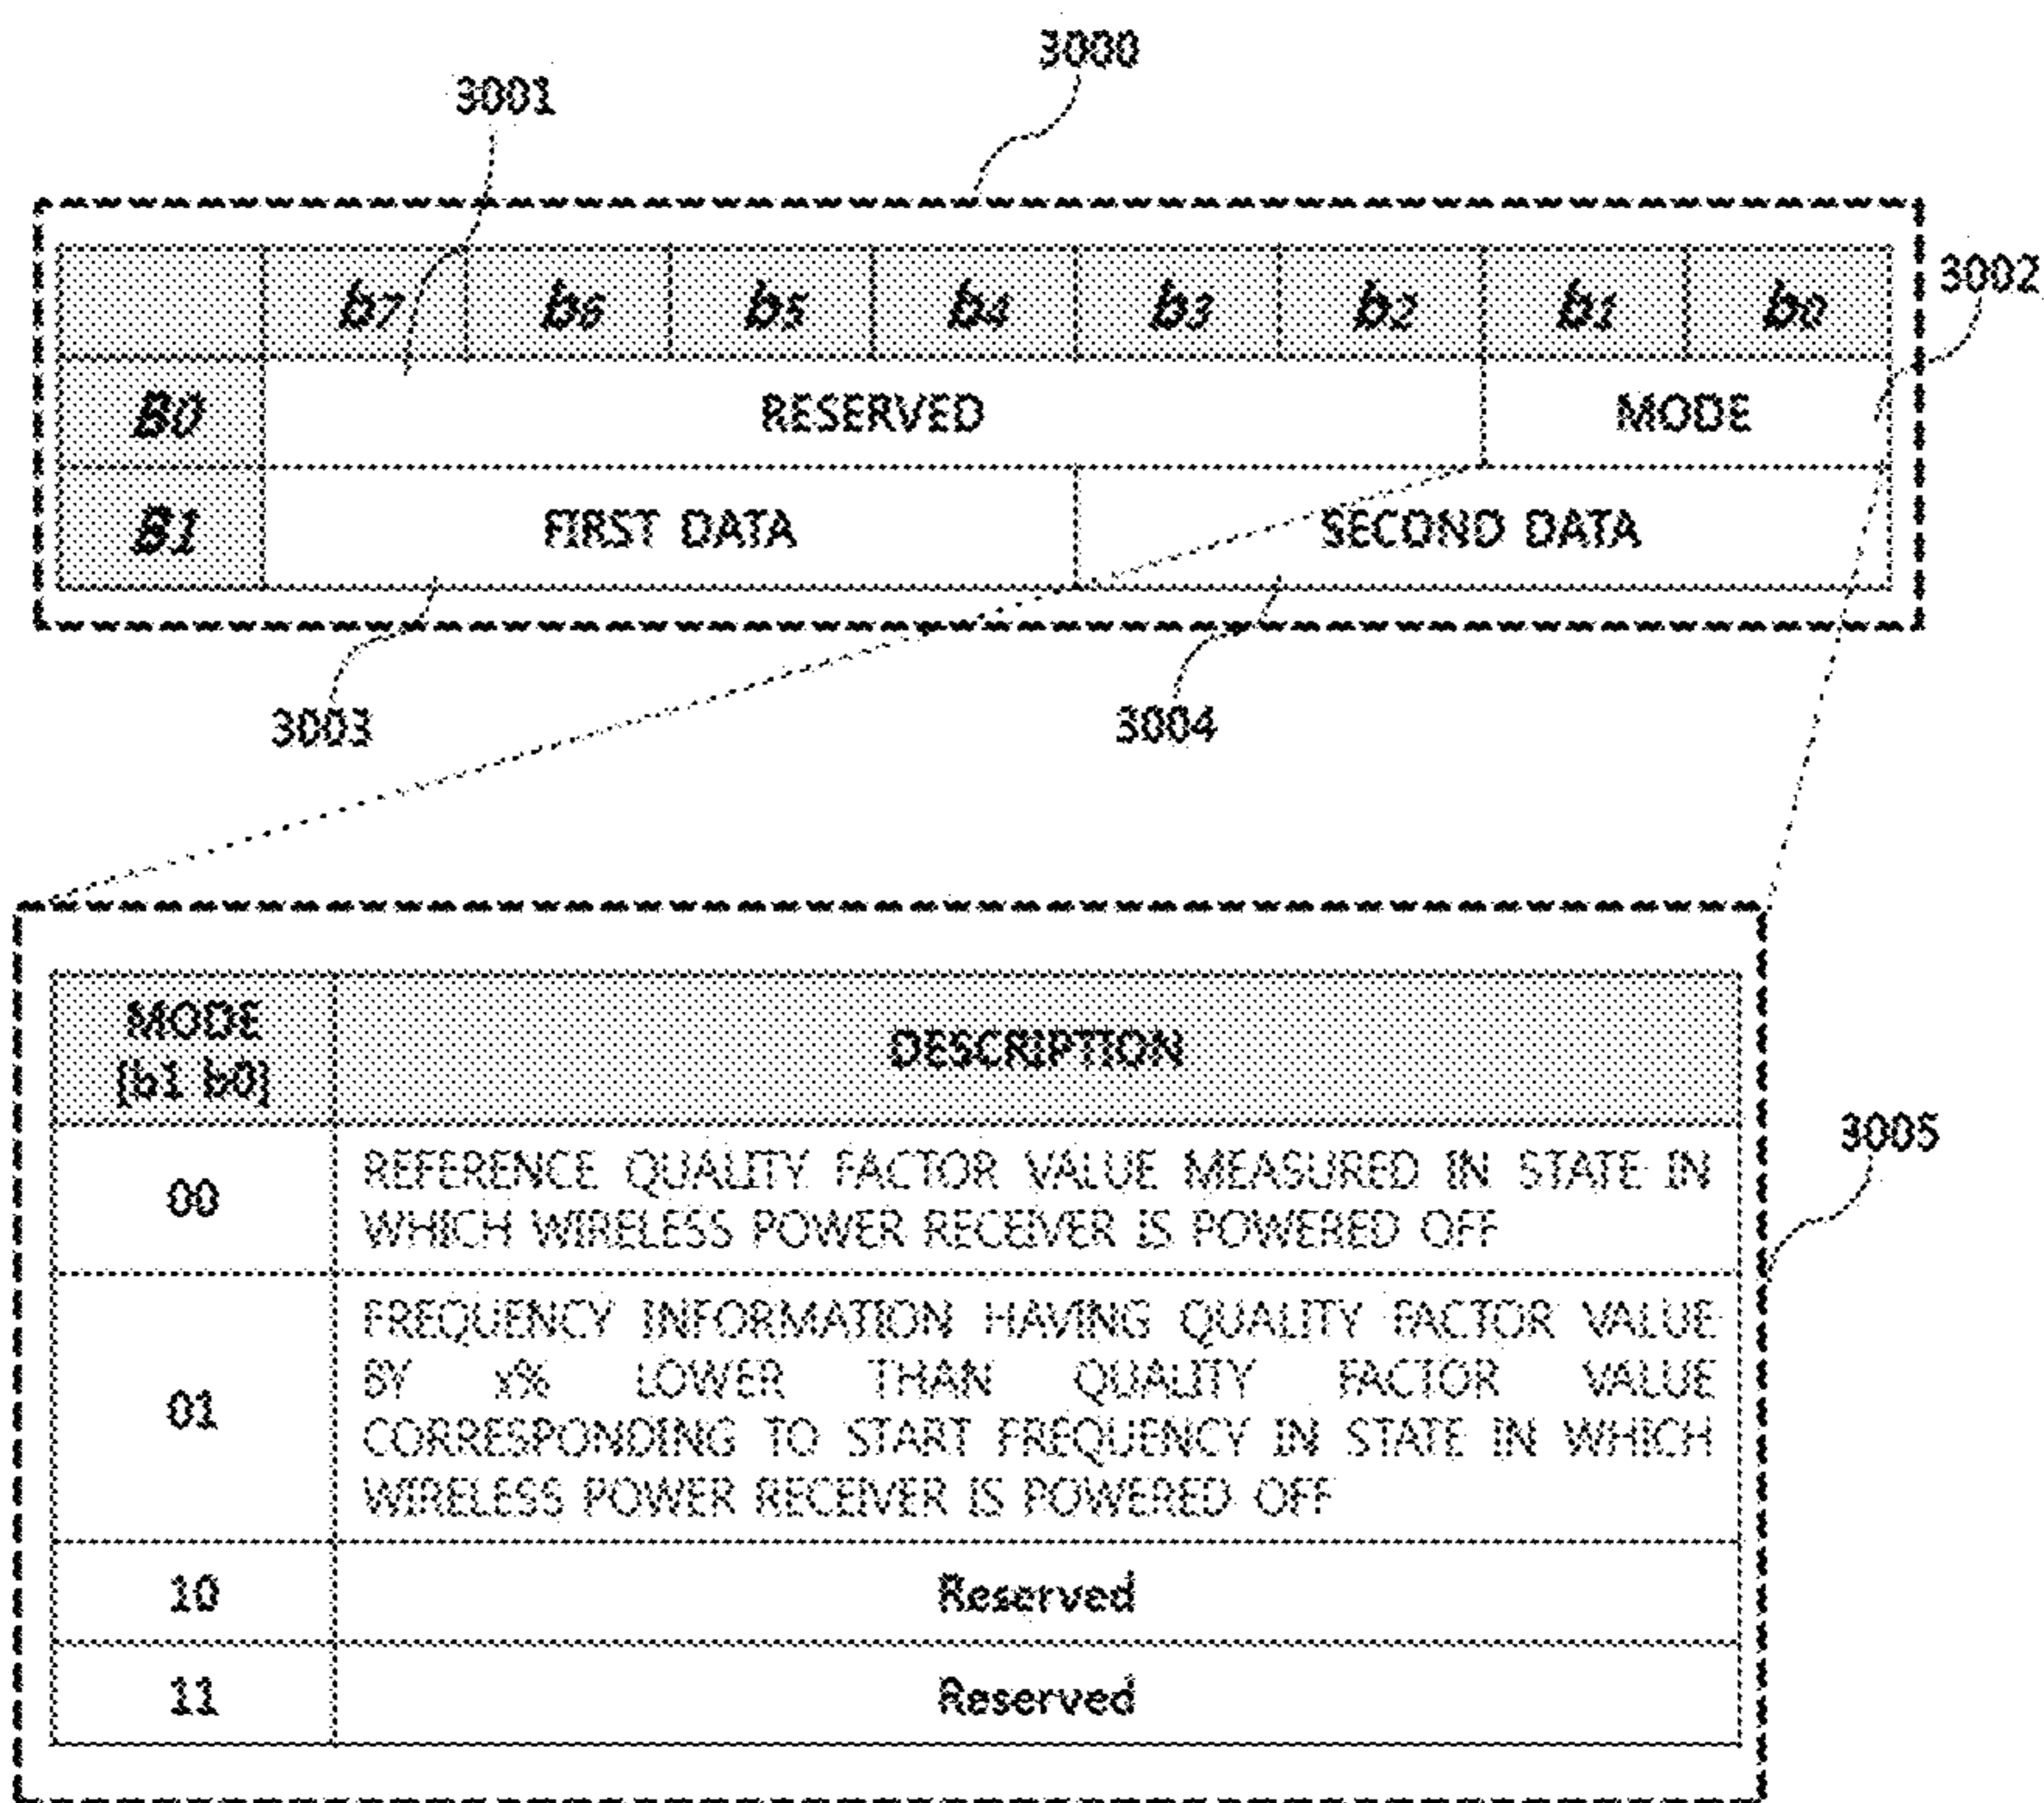 3000
3001
b7 b6 b5 b4 b3 b2 b1 b0
3002
B0 RESERVED MODE
B1 FIRST DATA SECOND DATA
3003 3004
MODE
[b1 b0]
DESCRIPTION
3005
00
REFERENCE QUALITY FACTOR VALUE MEASURED IN STATE IN
WHICH WIRELESS POWER RECEIVER IS POWERED OFF
01
FREQUENCY INFORMATION HAVING QUALITY FACTOR VALUE
BY x% LOWER THAN QUALITY FACTOR VALUE
CORRESPONDING TO START FREQUENCY IN STATE IN WHICH
WIRELESS POWER RECEIVER IS POWERED OFF
10 Reserved
11 Reserved